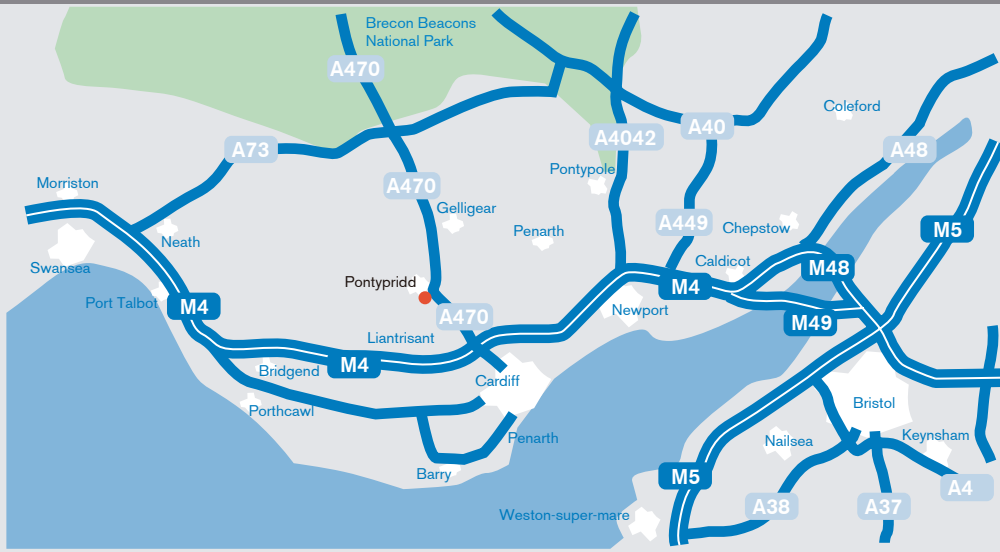 Brecon Beacons
National Park
A470
Coleford
A4042
A40
A73
A48
Pontypole
Morriston
A470
Gelligear
A449
Chepstow
M5
Penarth
Neath
Swansea
Caldicot
M48
Pontypridd
M4
Port Talbot
M4
Newport
A470
M49
Liantrisant
M4
Bridgend
Cardiff
Bristol
Porthcawl
Penarth
Nailsea
Keynsham
Barry
M5
A4
A38
A37
Weston-super-mare